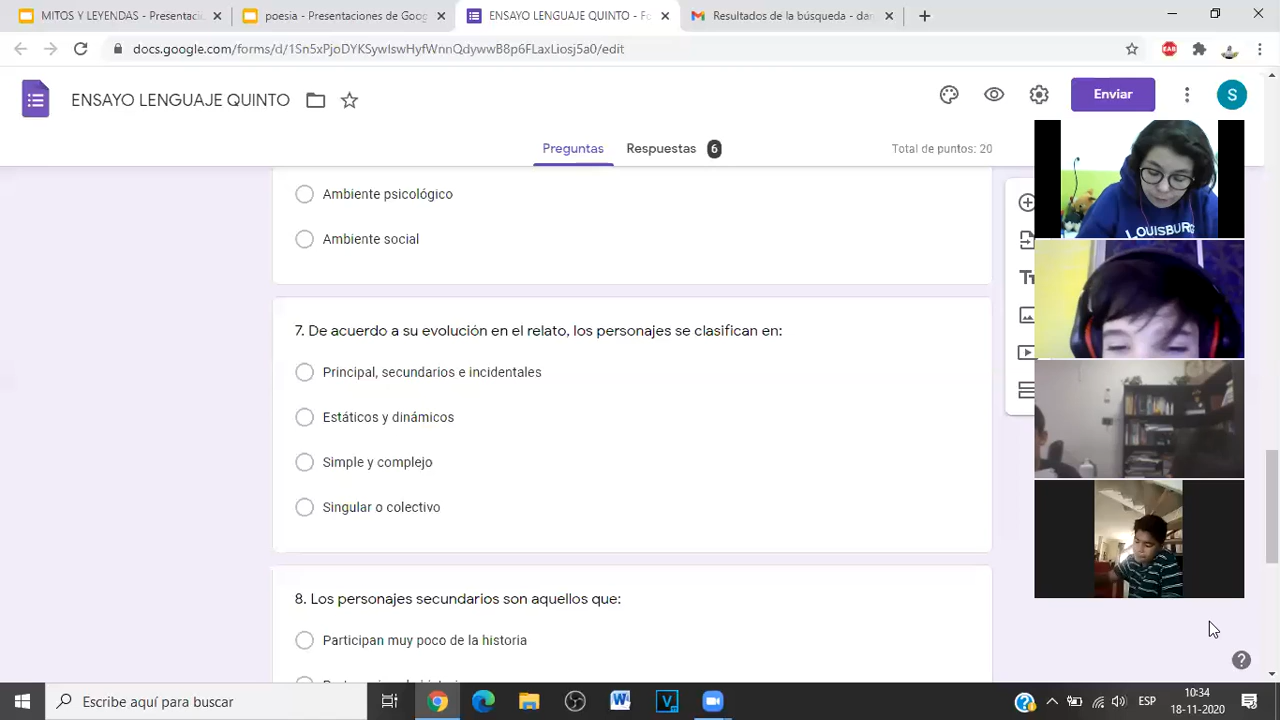 MITOS Y LEYENDAS - Presentaci
poesia - Presentaciones de Goog
ENSAYO LENGUAJE QUINTO - Fo
Resultados de la búsqueda - dan
docs.google.com/forms/d/1Sn5xPjoDYKSywIswHyfWnnQdywwB8p6FLaxLiosj5a0/edit
ENSAYO LENGUAJE QUINTO
Enviar
S
Preguntas
Respuestas 6
Total de puntos: 20
Ambiente psicológico
Ambiente social
LOUISBURG
7. De acuerdo a su evolución en el relato, los personajes se clasifican en:
Principal, secundarios e incidentales
Estáticos y dinámicos
Simple y complejo
Singular o colectivo
8. Los personajes secundarios son aquellos que:
Participan muy poco de la historia
Escribe aquí para buscar
ESP
10:34
18-11-2020